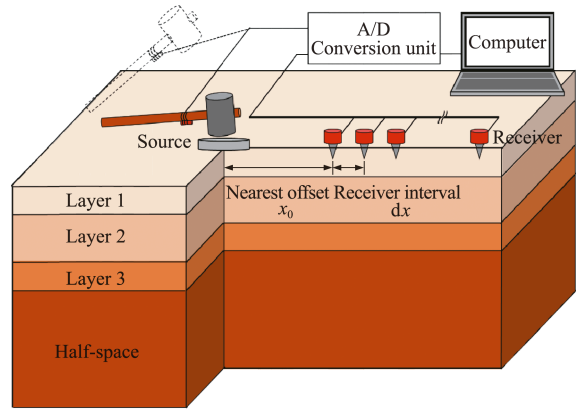 A/D
Conversion unit
Computer
Source
Receiver
Nearest offset Receiver interval
x₀ dx
Layer 1
Layer 2
Layer 3
Half-space